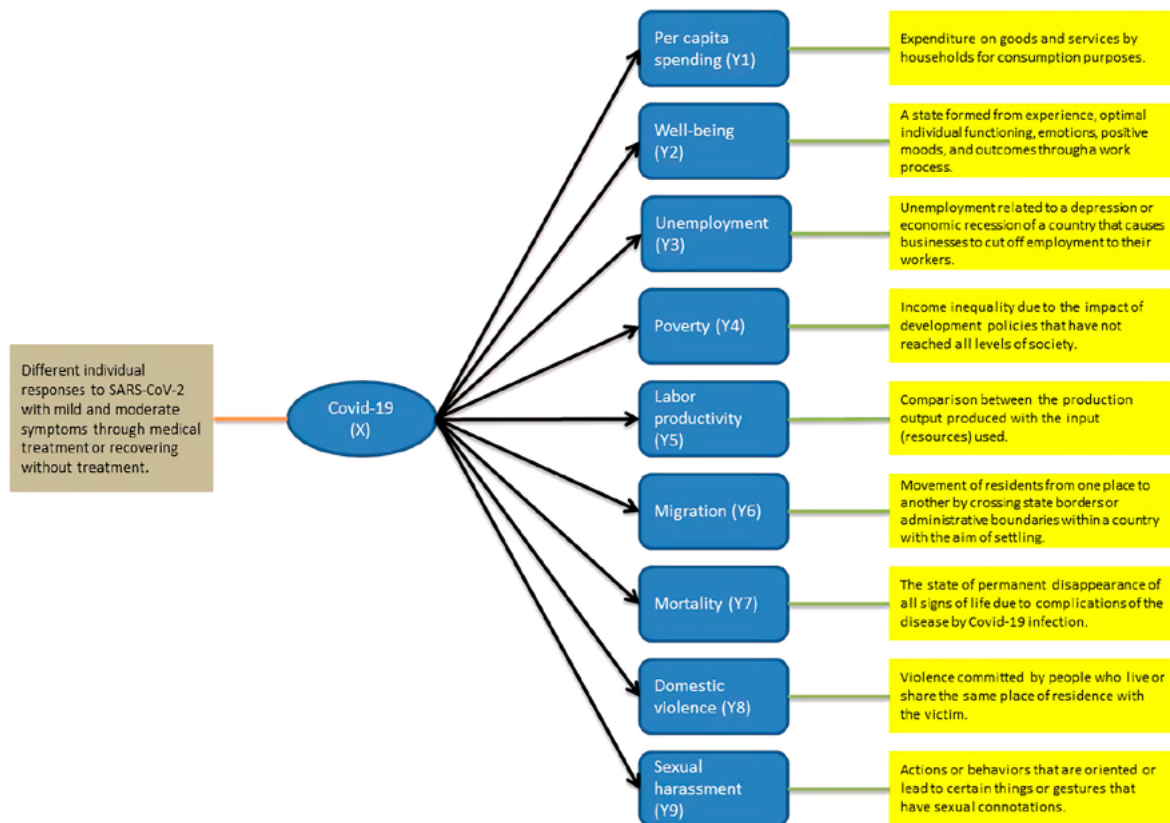 Per capita
spending (Y1)
Expenditure on goods and services by
households for consumption purposes.
Well-being
(Y2)
A state formed from experience, optimal
individual functioning, emotions, positive
moods, and outcomes through a work
process.
Unemployment
(Y3)
Unemployment related to a depression or
economic recession of a country that causes
businesses to cut off employment to their
workers.
Poverty (Y4)
Income inequality due to the impact of
development policies that have not
reached all levels of society.
Different individual
responses to SARS-CoV-2
with mild and moderate
symptoms through medical
treatment or recovering
without treatment.
Covid-19
(X)
Labor
productivity
(Y5)
Comparison between the production
output produced with the input
(resources) used.
Migration (Y6)
Movement of residents from one place to
another by crossing state borders or
administrative boundaries within a country
with the aim of settling.
Mortality (Y7)
The state of permanent disappearance of
all signs of life due to complications of the
disease by Covid-19 infection.
Domestic
violence (Y8)
Violence committed by people who live or
share the same place of residence with
the victim.
Sexual
harassment
(Y9)
Actions or behaviors that are oriented or
lead to certain things or gestures that
have sexual connotations.